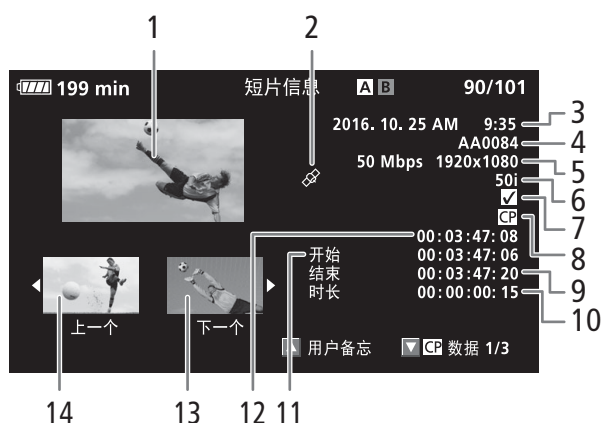 1 2
199 min 短片信息 A B 90/101
2016. 10. 25 AM 9:35 3
AA0084 4
50 Mbps 1920x1080 5
50i 6
✓ 7
CP 8
00:03:47:08
开始 00:03:47:06
结束 00:03:47:20 9
时长 00:00:00:15 10
上一个 下一个
▲ 用户备忘 ▼ CP 数据 1/3
14 13 12 11